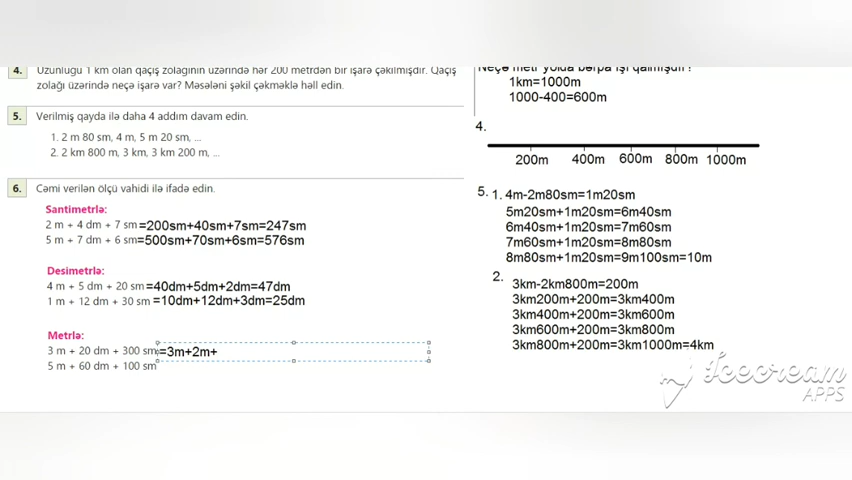 4. Uzunluğu 1 km olan qaçış zolağının üzərində hər 200 metrdən bir işarə çəkilmişdir. Qaçış
zolağı üzərində neçə işarə var? Məsələni şəkil çəkməklə həll edin.
5. Verilmiş qayda ilə daha 4 addım davam edin.
1. 2 m 80 sm, 4 m, 5 m 20 sm, ...
2. 2 km 800 m, 3 km, 3 km 200 m, ...
6. Cəmi verilən ölçü vahidi ilə ifadə edin.
Santimetrlə:
2 m + 4 dm + 7 sm=200sm+40sm+7sm=247sm
5 m + 7 dm + 6 sm=500sm+70sm+6sm=576sm
Desimetrlə:
4 m + 5 dm + 20 sm=40dm+5dm+2dm=47dm
1 m + 12 dm + 30 sm=10dm+12dm+3dm=25dm
Metrlə:
3 m + 20 dm + 300 sm=3m+2m+
5 m + 60 dm + 100 sm
Neçə metr yolda bərpa işi qalmışdır?
1km=1000m
1000-400=600m
4.
200m 400m 600m 800m 1000m
5. 1. 4m-2m80sm=1m20sm
5m20sm+1m20sm=6m40sm
6m40sm+1m20sm=7m60sm
7m60sm+1m20sm=8m80sm
8m80sm+1m20sm=9m100sm=10m
2. 3km-2km800m=200m
3km200m+200m=3km400m
3km400m+200m=3km600m
3km600m+200m=3km800m
3km800m+200m=3km1000m=4km
Icecream
APPS